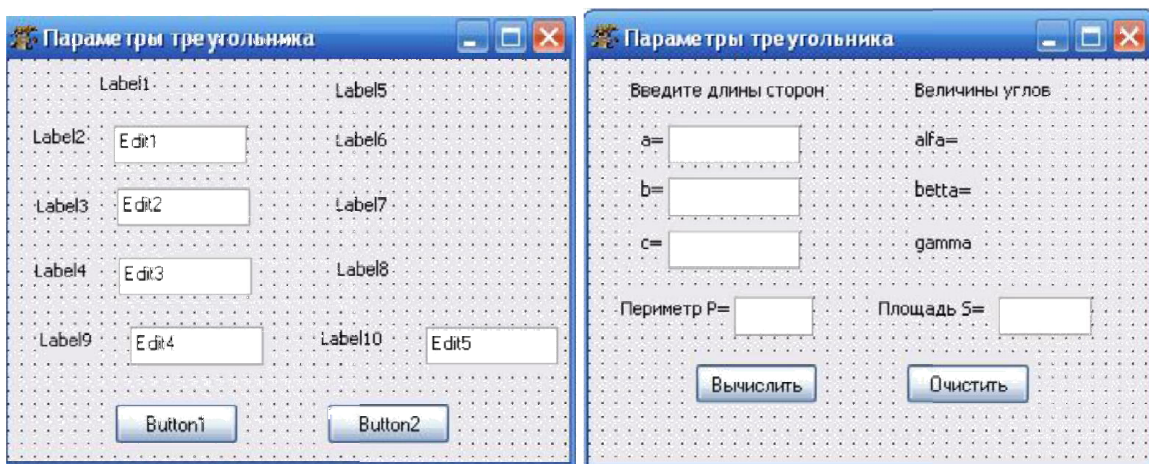 Параметры треугольника
Label1
Label5
Label2
Edit1
Label6
Label3
Edit2
Label7
Label4
Edit3
Label8
Label9
Edit4
Label10
Edit5
Button1
Button2
Параметры треугольника
Введите длины сторон
Величины углов
a=
alfa=
b=
betta=
c=
gamma
Периметр P=
Площадь S=
Вычислить
Очистить